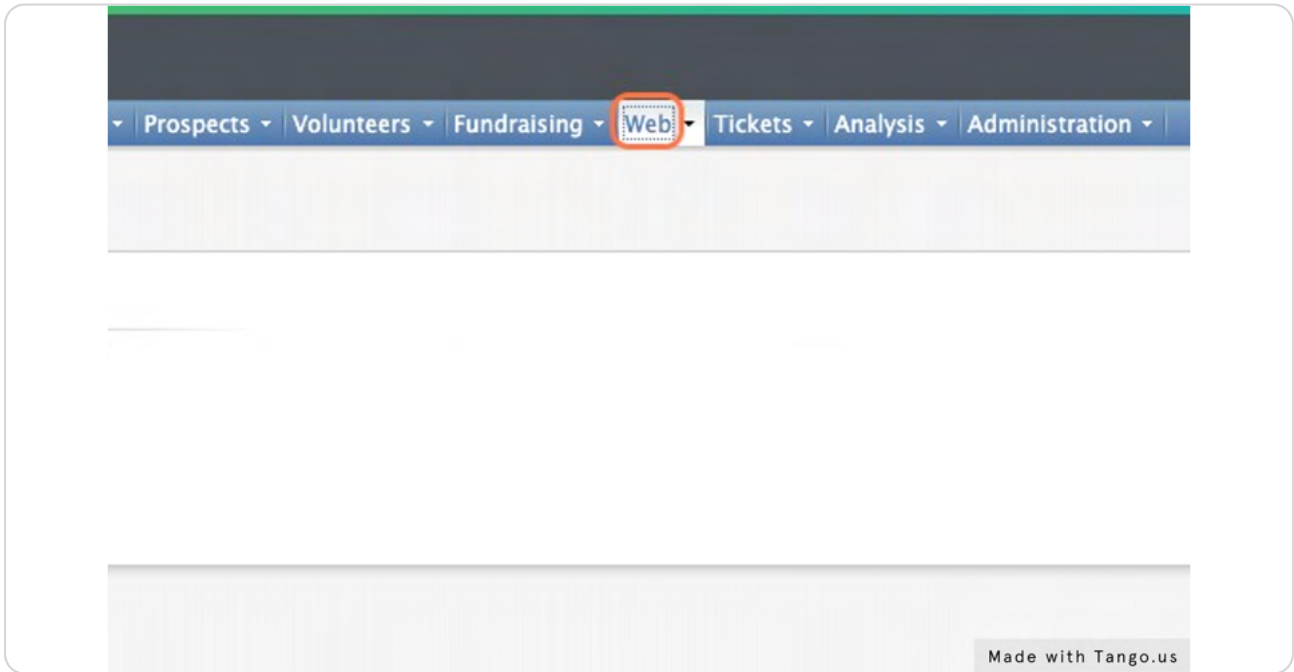 Prospects Volunteers Fundraising Web Tickets Analysis Administration
Made with Tango.us